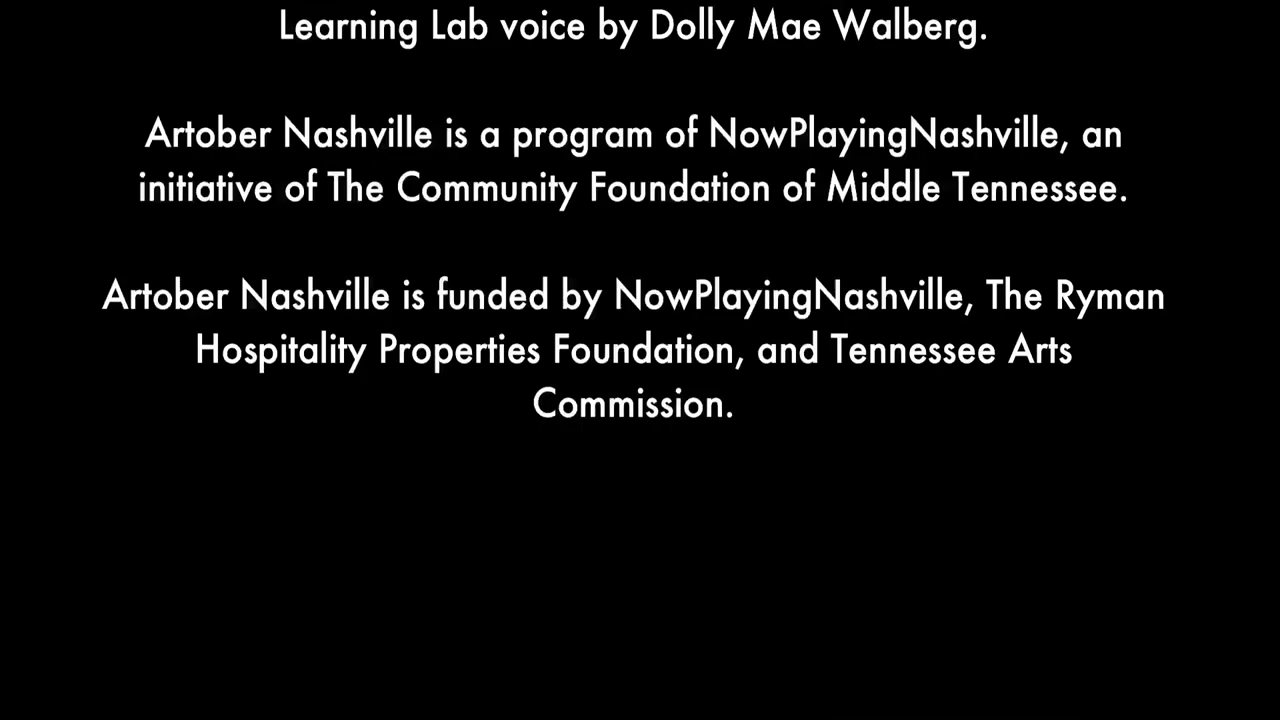 Learning Lab voice by Dolly Mae Walberg.
Artober Nashville is a program of NowPlayingNashville, an
initiative of The Community Foundation of Middle Tennessee.
Artober Nashville is funded by NowPlayingNashville, The Ryman
Hospitality Properties Foundation, and Tennessee Arts
Commission.